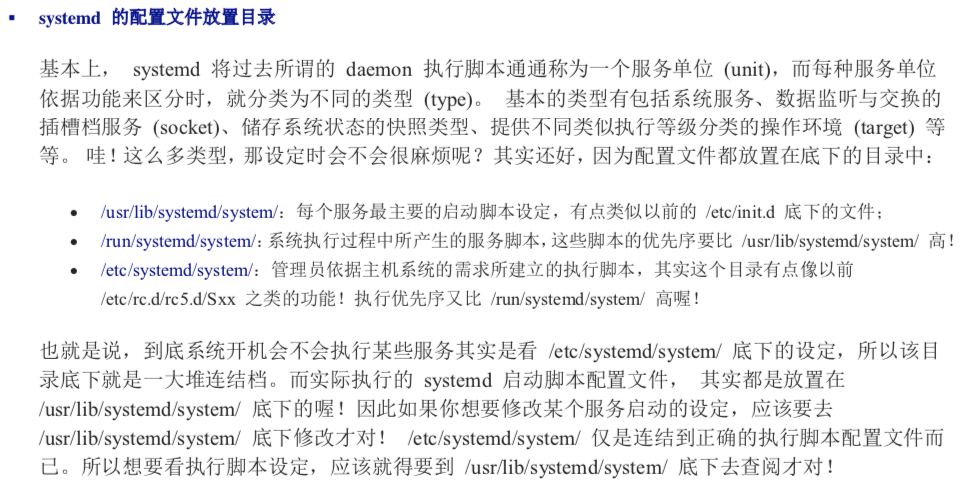 ▪ systemd 的配置文件放置目录
基本上， systemd 将过去所谓的 daemon 执行脚本通通称为一个服务单位 (unit)，而每种服务单位
依据功能来区分时，就分类为不同的类型 (type)。 基本的类型有包括系统服务、数据监听与交换的
插槽档服务 (socket)、储存系统状态的快照类型、提供不同类似执行等级分类的操作环境 (target) 等
等。 哇！这么多类型，那设定时会不会很麻烦呢？其实还好，因为配置文件都放置在底下的目录中：
• /usr/lib/systemd/system/：每个服务最主要的启动脚本设定，有点类似以前的 /etc/init.d 底下的文件；
• /run/systemd/system/：系统执行过程中所产生的服务脚本，这些脚本的优先序要比 /usr/lib/systemd/system/ 高！
• /etc/systemd/system/：管理员依据主机系统的需求所建立的执行脚本，其实这个目录有点像以前
/etc/rc.d/rc5.d/Sxx 之类的功能！执行优先序又比 /run/systemd/system/ 高喔！
也就是说，到底系统开机会不会执行某些服务其实是看 /etc/systemd/system/ 底下的设定，所以该目
录底下就是一大堆连结档。而实际执行的 systemd 启动脚本配置文件， 其实都是放置在
/usr/lib/systemd/system/ 底下的喔！因此如果你想要修改某个服务启动的设定，应该要去
/usr/lib/systemd/system/ 底下修改才对！ /etc/systemd/system/ 仅是连结到正确的执行脚本配置文件而
已。所以想要看执行脚本设定，应该就得要到 /usr/lib/systemd/system/ 底下去查阅才对！